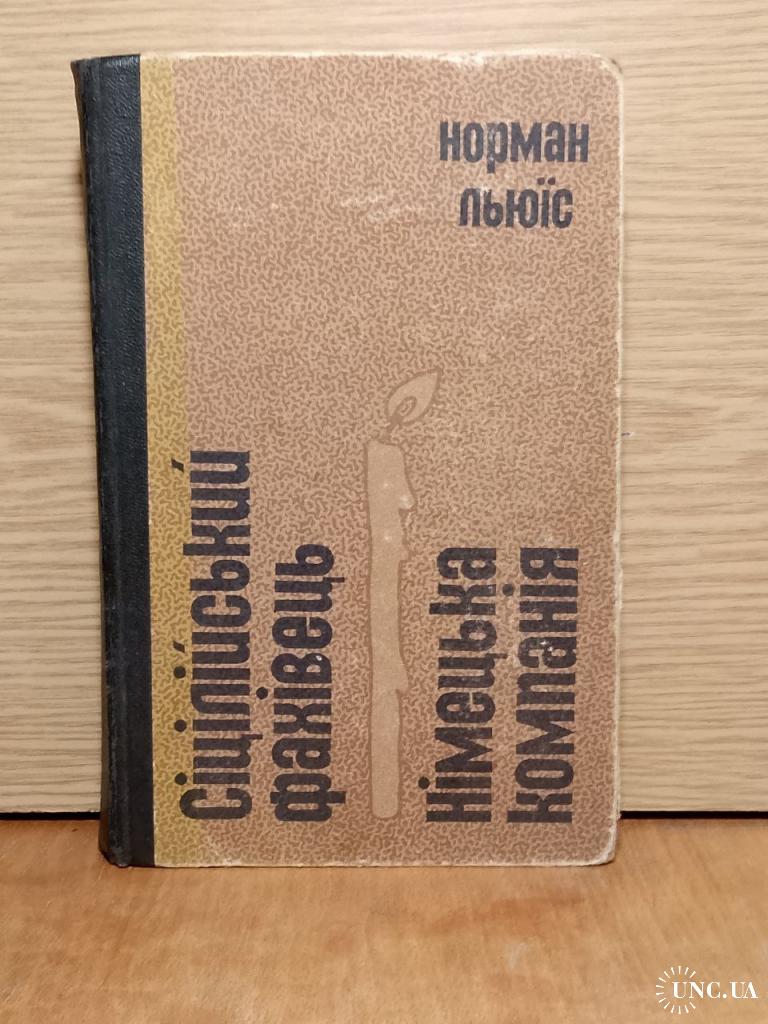 Норман
Льюїс
Сіцілійський
фахівець
Німецька
компанія
UNC.UA